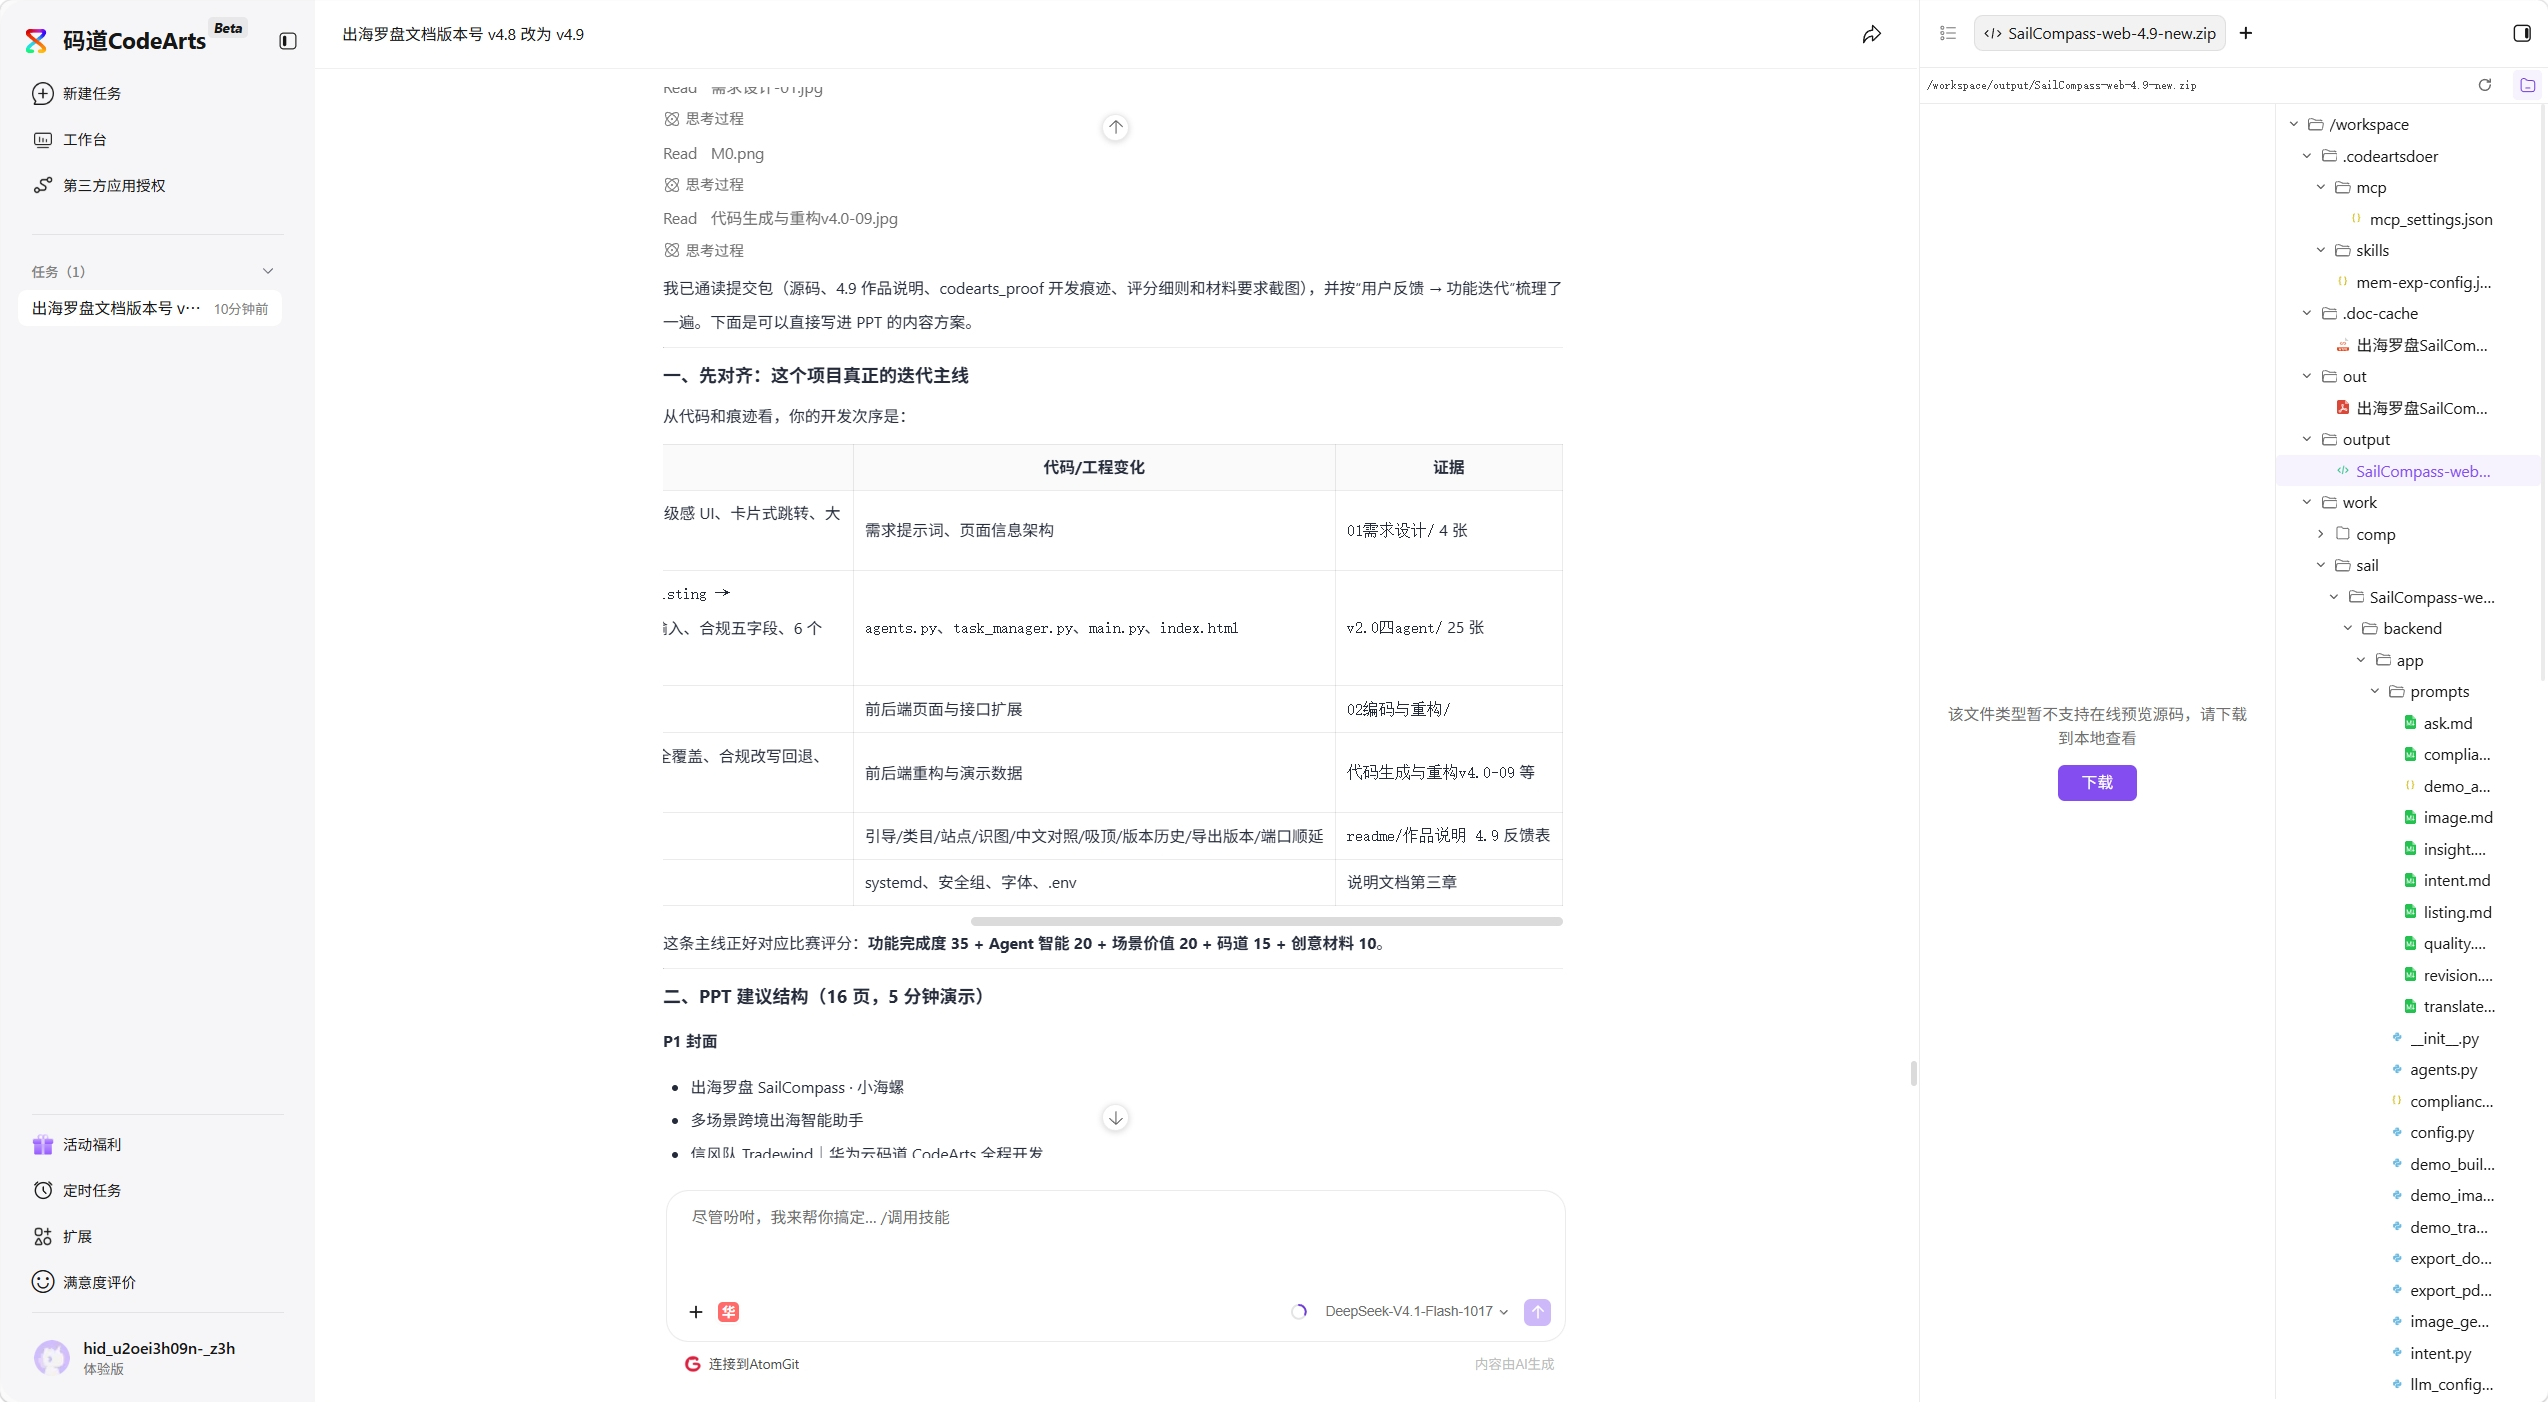 码道CodeArts
Beta
新建任务
工作台
第三方应用授权
任务（1）
出海罗盘文档版本号 v··· 10分钟前
活动福利
定时任务
扩展
满意度评价
hid_u2oei3h09n-_z3h
体验版
出海罗盘文档版本号 v4.8 改为 v4.9
Read 需求设计-01.jpg
思考过程
Read M0.png
思考过程
Read 代码生成与重构v4.0-09.jpg
思考过程
我已通读提交包（源码、4.9 作品说明、codearts_proof 开发痕迹、评分细则和材料要求截图），并按“用户反馈 → 功能迭代”梳理了
一遍。下面是可以直接写进 PPT 的内容方案。
一、先对齐：这个项目真正的迭代主线
从代码和痕迹看，你的开发次序是：
代码/工程变化 证据
级感 UI、卡片式跳转、大
需求提示词、页面信息架构 01需求设计/ 4 张
sting →
入、合规五字段、6 个
agents.py、task_manager.py、main.py、index.html v2.0四agent/ 25 张
前后端页面与接口扩展 02编码与重构/
全覆盖、合规改写回退、
前后端重构与演示数据 代码生成与重构v4.0-09 等
引导/类目/站点/识图/中文对照/吸顶/版本历史/导出版本/端口顺延 readme/作品说明 4.9 反馈表
systemd、安全组、字体、.env 说明文档第三章
这条主线正好对应比赛评分：功能完成度 35 + Agent 智能 20 + 场景价值 20 + 码道 15 + 创意材料 10。
二、PPT 建议结构（16 页，5 分钟演示）
P1 封面
• 出海罗盘 SailCompass · 小海螺
• 多场景跨境出海智能助手
• 信风队 Tradewind｜华为云码道 CodeArts 全程开发
尽管吩咐，我来帮你搞定... /调用技能
华
DeepSeek-V4.1-Flash-1017
连接到AtomGit
内容由AI生成
SailCompass-web-4.9-new.zip
/workspace/output/SailCompass-web-4.9-new.zip
该文件类型暂不支持在线预览源码，请下载
到本地查看
下载
/workspace
.codeartsdoer
mcp
mcp_settings.json
skills
mem-exp-config.j...
.doc-cache
出海罗盘SailCom...
out
出海罗盘SailCom...
output
SailCompass-web...
work
comp
sail
SailCompass-we...
backend
app
prompts
ask.md
complia...
demo_a...
image.md
insight....
intent.md
listing.md
quality....
revision....
translate...
__init__.py
agents.py
complianc...
config.py
demo_buil...
demo_ima...
demo_tra...
export_do...
export_pd...
image_ge...
intent.py
llm_config...